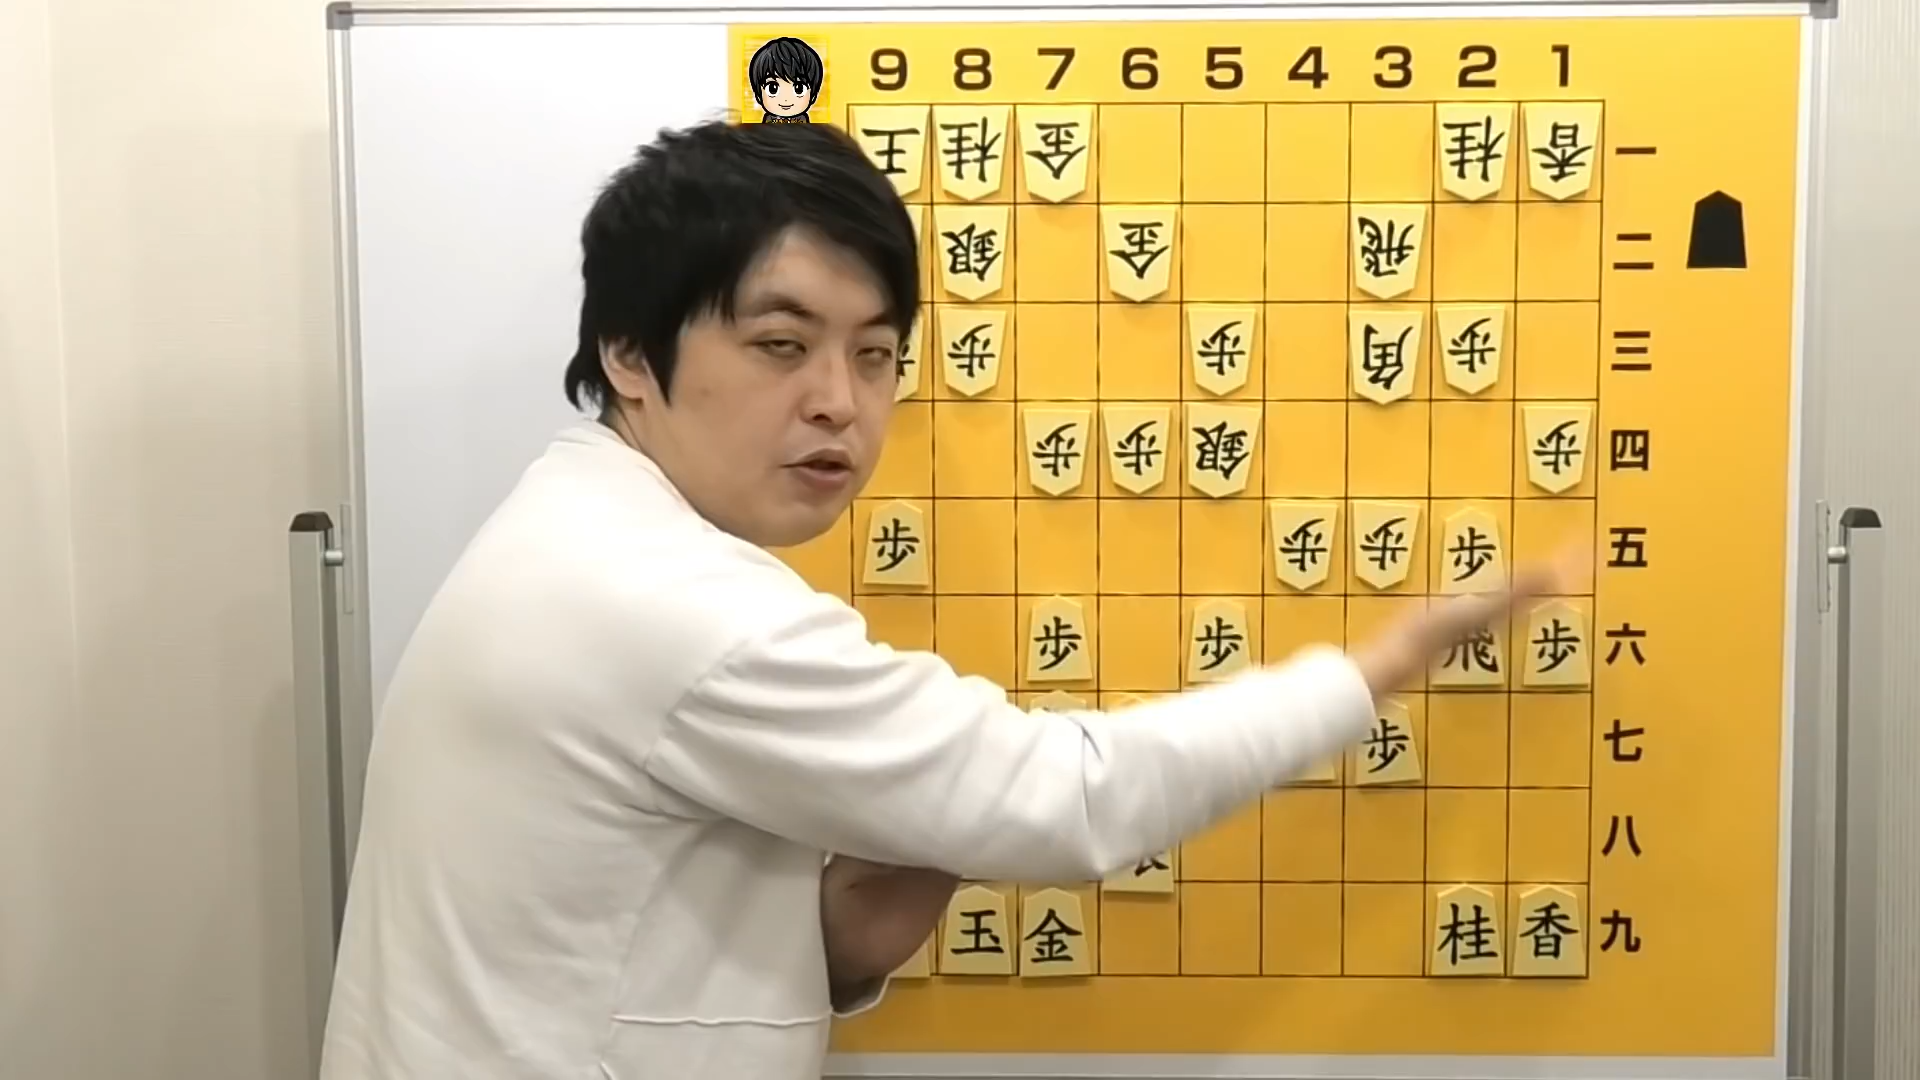 9 8 7 6 5 4 3 2 1
王 桂 金 桂 香 一
銀 金 飛 二
歩 歩 歩 角 歩 三
歩 歩 銀 歩 四
歩 歩 歩 歩 五
歩 歩 飛 歩 六
歩 七
八
玉 金 桂 香 九